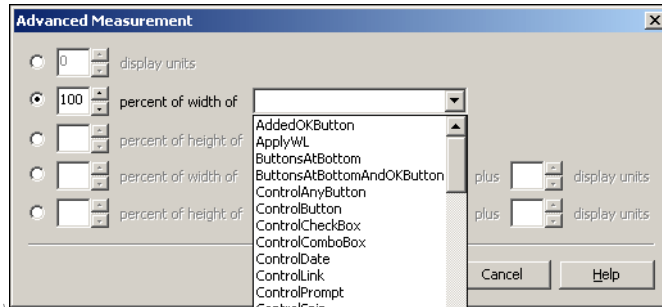 Advanced Measurement
0 display units
100 percent of width of
AddedOKButton
percent of height of
ApplyWL
ButtonsAtBottom
percent of width of
ButtonsAtBottomAndOKButton
plus display units
ControlAnyButton
percent of height of
ControlButton
plus display units
ControlCheckBox
ControlComboBox
ControlDate
ControlLink
Cancel
Help
ControlPrompt